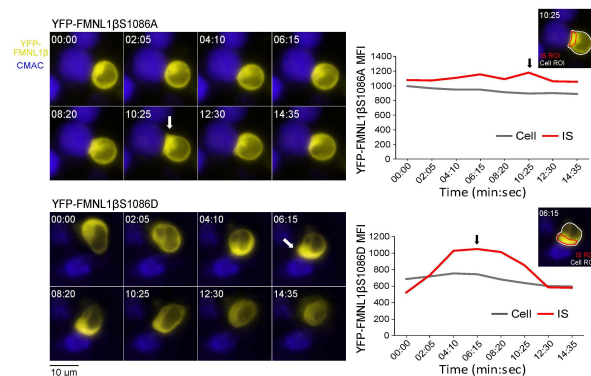 YFP-FMNL1βS1086A
YFP-
FMNL1β
CMAC
00:00
02:05
04:10
06:15
08:20
10:25
12:30
14:35
YFP-FMNL1βS1086A MFI
1400
1200
1000
800
600
400
200
0
Cell
IS
00:00
02:05
04:10
06:15
08:20
10:25
12:30
14:35
Time (min:sec)
10:25
IS ROI
Cell ROI
YFP-FMNL1βS1086D
00:00
02:05
04:10
06:15
08:20
10:25
12:30
14:35
10 µm
YFP-FMNL1βS1086D MFI
1200
1000
800
600
400
200
0
Cell
IS
00:00
02:05
04:10
06:15
08:20
10:25
12:30
14:35
Time (min:sec)
06:15
IS ROI
Cell ROI